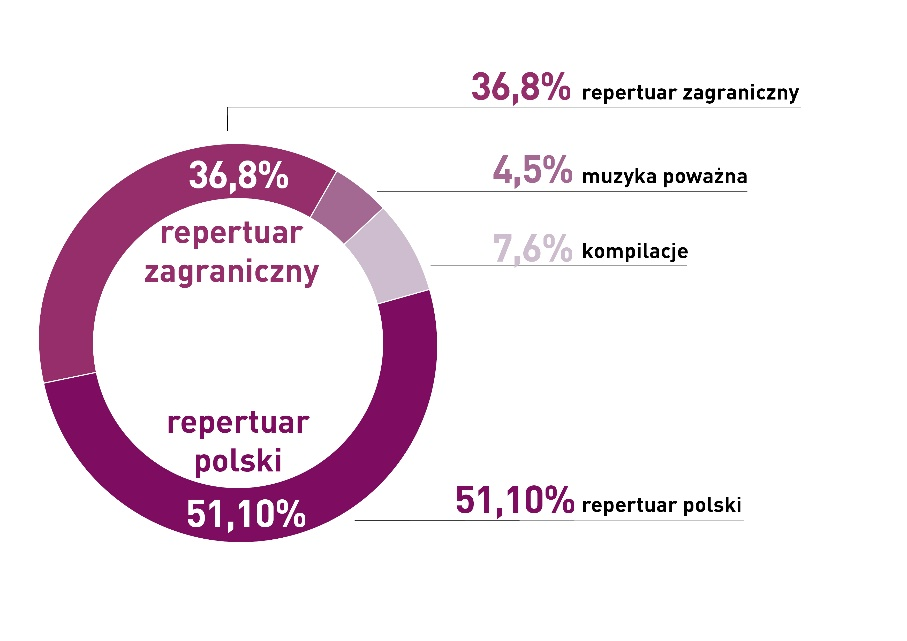 36,8% repertuar zagraniczny
4,5% muzyka poważna
7,6% kompilacje
51,10% repertuar polski
36,8%
repertuar
zagraniczny
repertuar
polski
51,10%